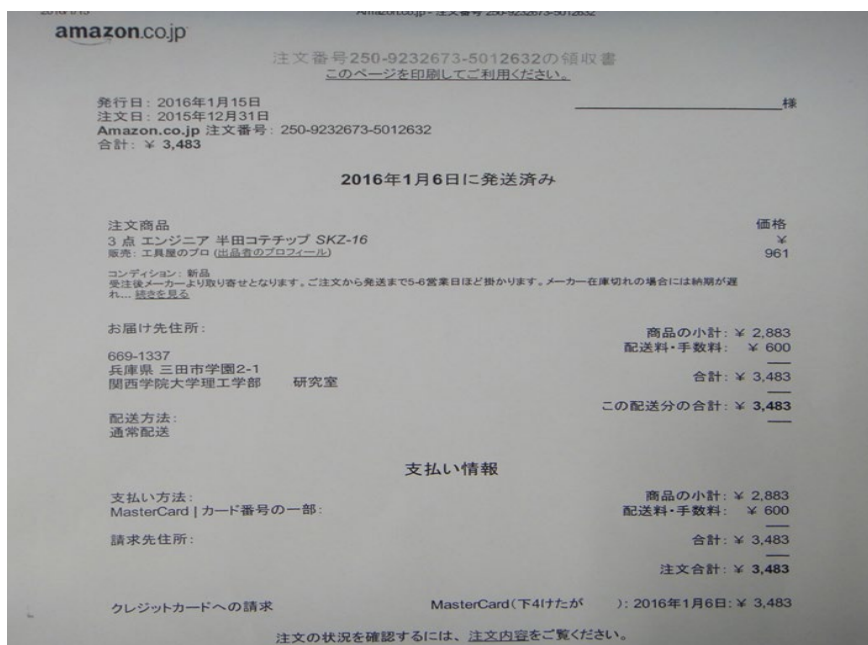 amazon.co.jp
注文番号250-9232673-5012632の領収書
このページを印刷してご利用ください。
発行日: 2016年1月15日
様
注文日: 2015年12月31日
Amazon.co.jp 注文番号: 250-9232673-5012632
合計: ¥ 3,483
2016年1月6日に発送済み
注文商品 価格
3 点 エンジニア 半田コテチップ SKZ-16 ¥
販売: 工具屋のプロ (出品者のプロフィール) 961
コンディション: 新品
受注後メーカーより取り寄せとなります。ご注文から発送まで5-6営業日ほど掛かります。メーカー在庫切れの場合には納期が遅
れ... 続きを見る
お届け先住所:
669-1337
兵庫県 三田市学園2-1
関西学院大学理工学部 研究室
商品の小計: ¥ 2,883
配送料・手数料: ¥ 600
合計: ¥ 3,483
この配送分の合計: ¥ 3,483
配送方法:
通常配送
支払い情報
支払い方法:
MasterCard | カード番号の一部:
請求先住所:
商品の小計: ¥ 2,883
配送料・手数料: ¥ 600
合計: ¥ 3,483
注文合計: ¥ 3,483
クレジットカードへの請求 MasterCard(下4けたが ): 2016年1月6日: ¥ 3,483
注文の状況を確認するには、注文内容をご覧ください。